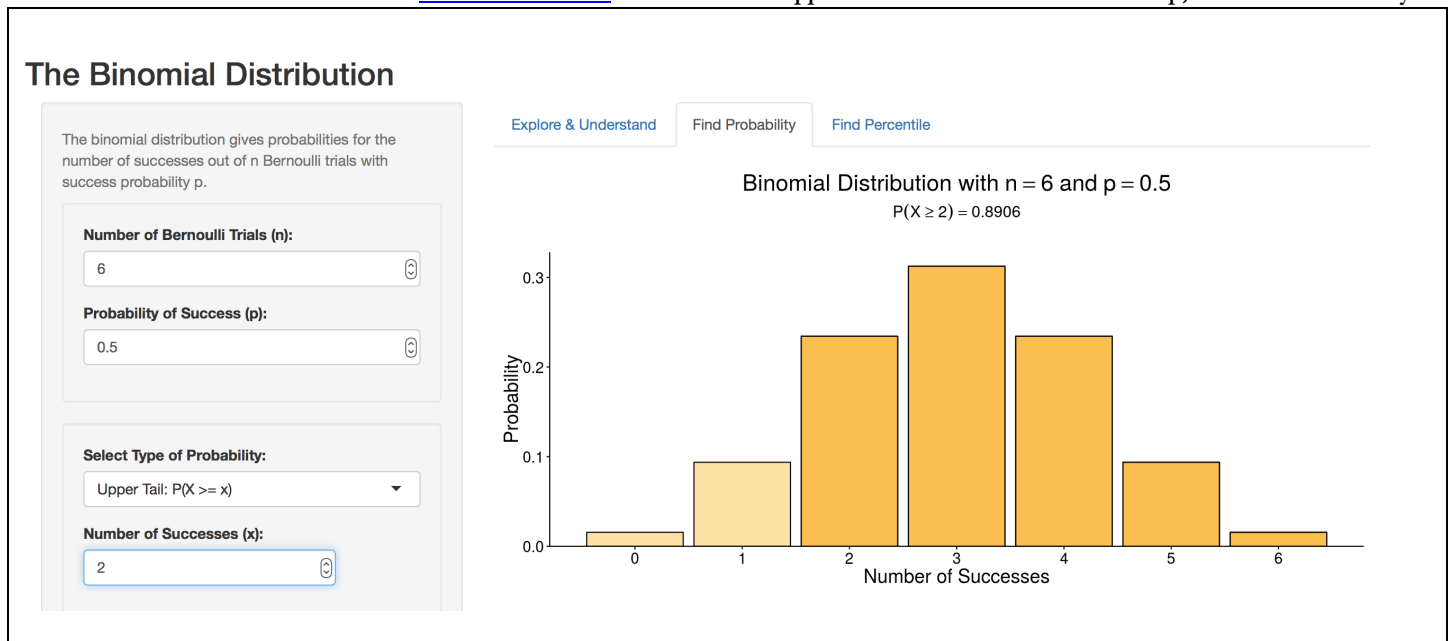 The Binomial Distribution
The binomial distribution gives probabilities for the
number of successes out of n Bernoulli trials with
success probability p.
Number of Bernoulli Trials (n):
6
Probability of Success (p):
0.5
Select Type of Probability:
Upper Tail: P(X >= x)
Number of Successes (x):
2
Explore & Understand
Find Probability
Find Percentile
Binomial Distribution with n = 6 and p = 0.5
P(X ≥ 2) = 0.8906
Probability
0.3
0.2
0.1
0.0
0 1 2 3 4 5 6
Number of Successes